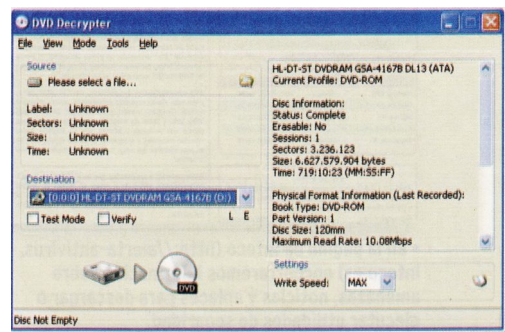 DVD Decrypter
File View Mode Tools Help
Source
Please select a file...
Label: Unknown
Sectors: Unknown
Size: Unknown
Time: Unknown
Destination
[0:0:0] HL-DT-ST DVDRAM GSA-4167B (D:)
Test Mode Verify L E
DVD
HL-DT-ST DVDRAM GSA-4167B DL13 (ATA)
Current Profile: DVD-ROM
Disc Information:
Status: Complete
Erasable: No
Sessions: 1
Sectors: 3.236.123
Size: 6.627.579.904 bytes
Time: 719:10:23 (MM:SS:FF)
Physical Format Information (Last Recorded):
Book Type: DVD-ROM
Part Version: 1
Disc Size: 120mm
Maximum Read Rate: 10.08Mbps
Settings
Write Speed: MAX
Disc Not Empty